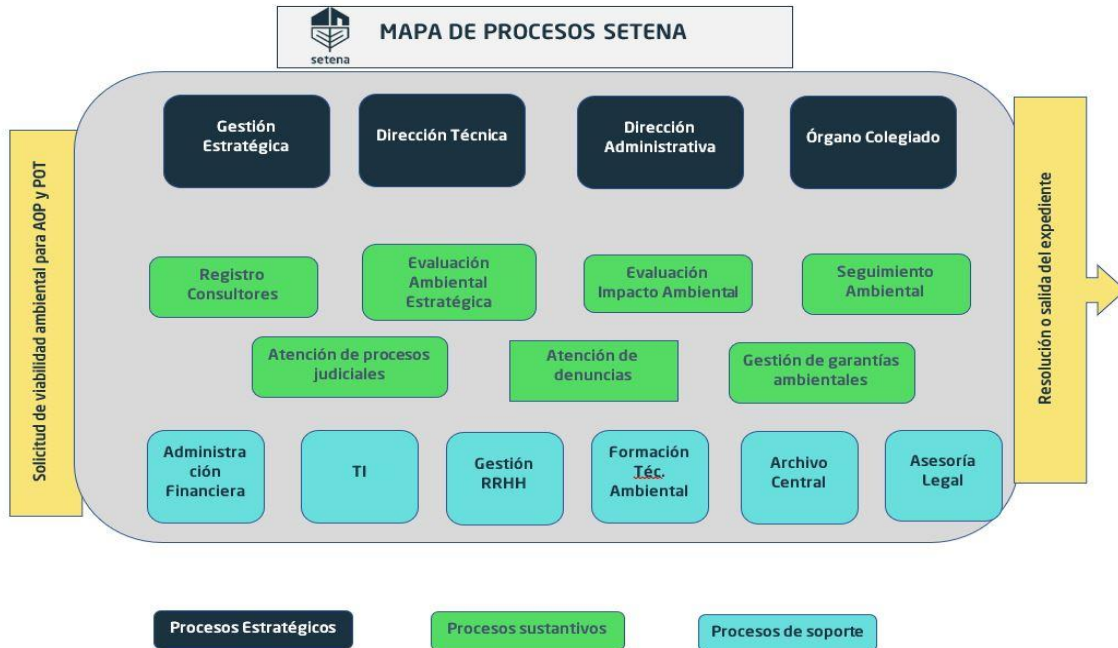 setena
MAPA DE PROCESOS SETENA
Solicitud de viabilidad ambiental para AOP y POT
Gestión
Estratégica
Dirección Técnica
Dirección
Administrativa
Órgano Colegiado
Registro
Consultores
Evaluación
Ambiental
Estratégica
Evaluación
Impacto Ambiental
Seguimiento
Ambiental
Atención de procesos
judiciales
Atención de
denuncias
Gestión de garantías
ambientales
Administra
ción
Financiera
TI
Gestión
RRHH
Formación
Téc.
Ambiental
Archivo
Central
Asesoría
Legal
Resolución o salida del expediente
Procesos Estratégicos
Procesos sustantivos
Procesos de soporte